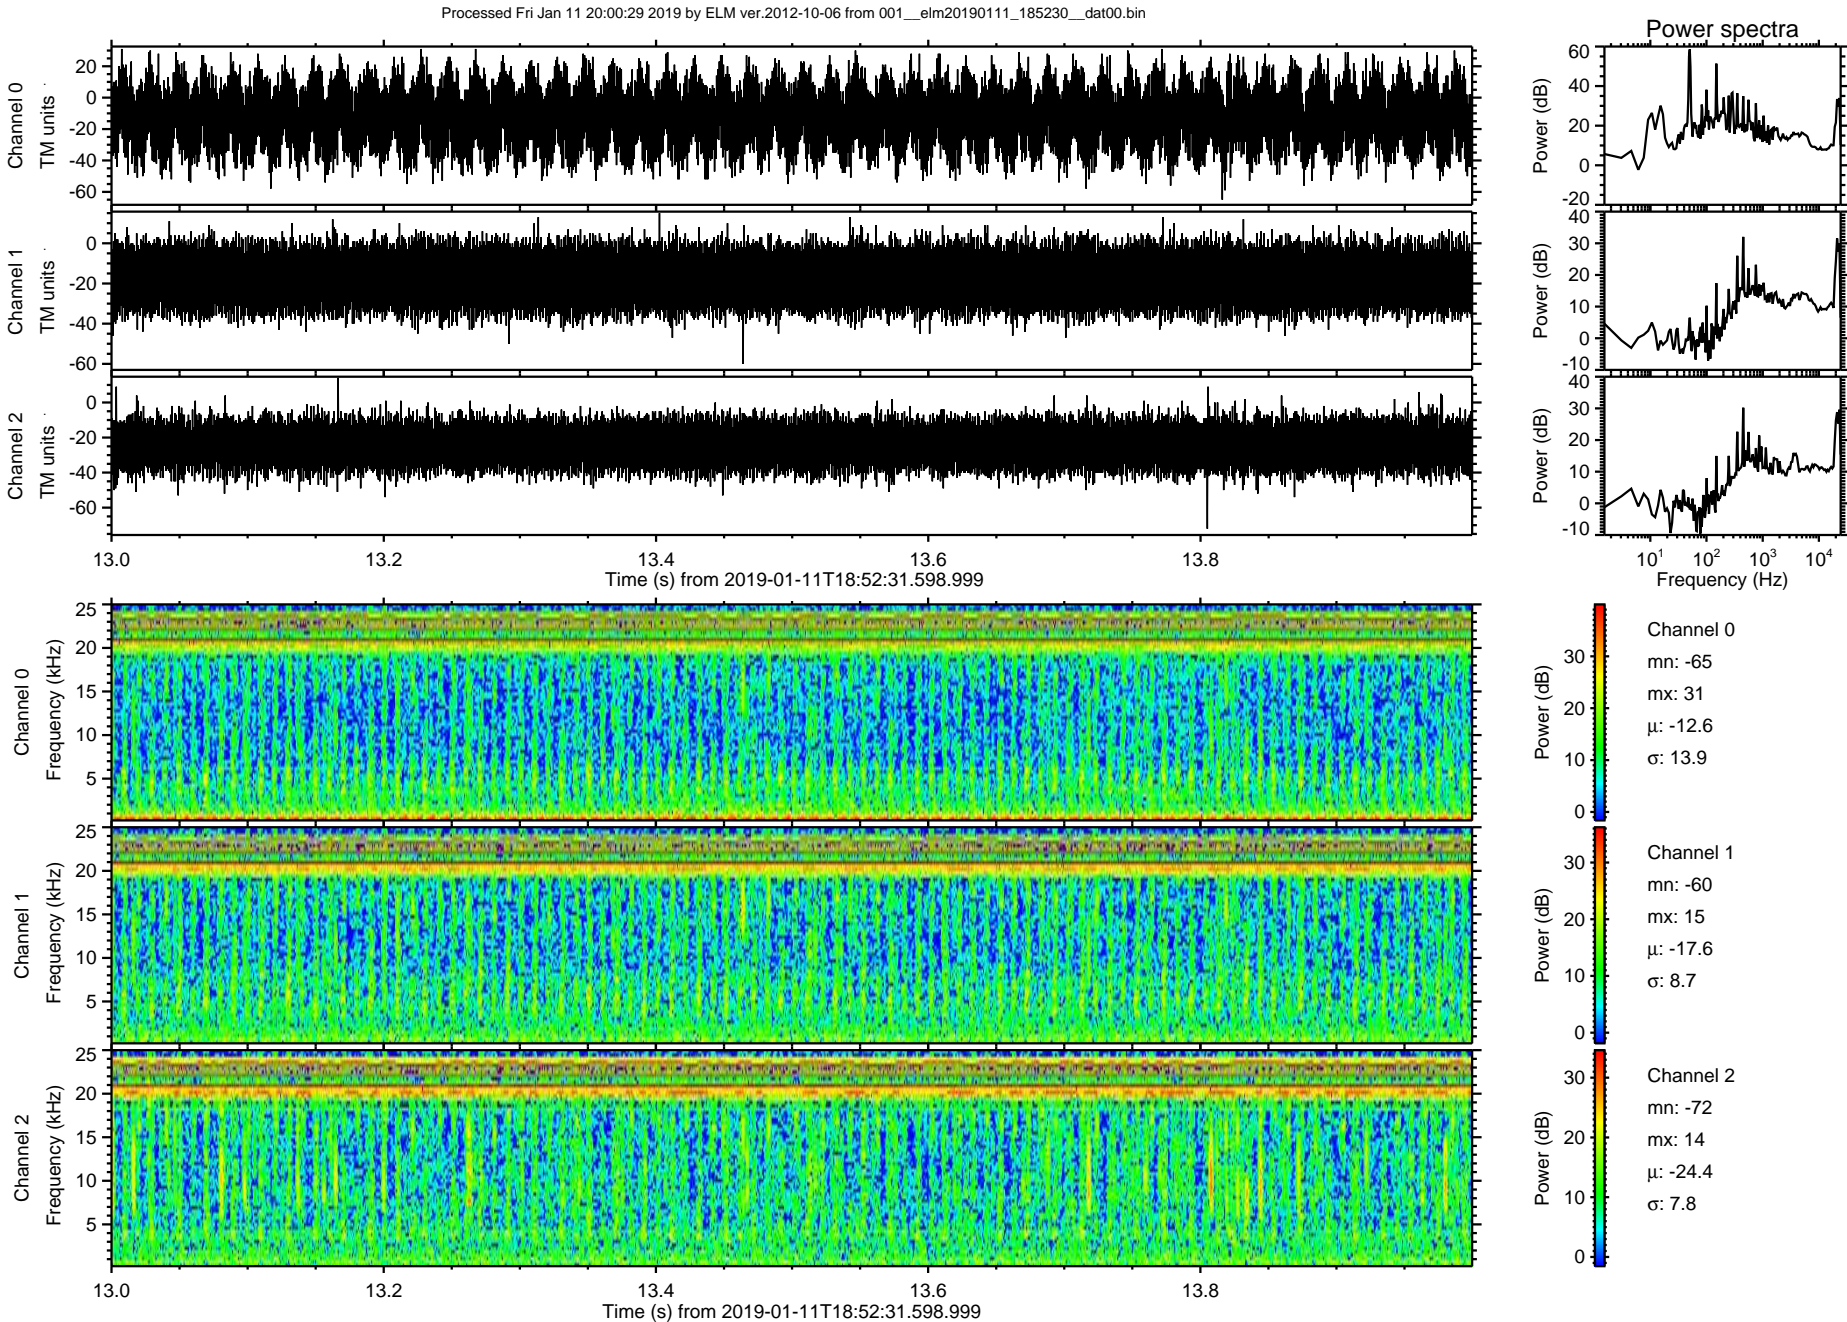 Processed Fri Jan 11 20:00:29 2019 by ELM ver.2012-10-06 from 001__elm20190111_185230__dat00.bin
Power spectra
Channel 0
TM units
20
0
-20
-40
-60
Power (dB)
60
40
20
0
-20
Channel 1
TM units
0
-20
-40
-60
Power (dB)
40
30
20
10
0
-10
Channel 2
TM units
0
-20
-40
-60
Power (dB)
40
30
20
10
0
-10
13.0 13.2 13.4 13.6 13.8
Time (s) from 2019-01-11T18:52:31.598.999
10^1 10^2 10^3 10^4
Frequency (Hz)
Channel 0
Frequency (kHz)
25
20
15
10
5
Power (dB)
30
20
10
0
Channel 0
mn: -65
mx: 31
μ: -12.6
σ: 13.9
Channel 1
Frequency (kHz)
25
20
15
10
5
Power (dB)
30
20
10
0
Channel 1
mn: -60
mx: 15
μ: -17.6
σ: 8.7
Channel 2
Frequency (kHz)
25
20
15
10
5
Power (dB)
30
20
10
0
Channel 2
mn: -72
mx: 14
μ: -24.4
σ: 7.8
13.0 13.2 13.4 13.6 13.8
Time (s) from 2019-01-11T18:52:31.598.999